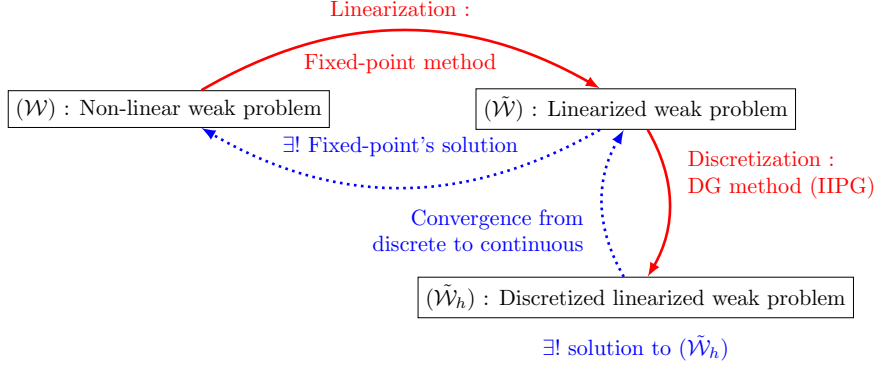 Linearization :
Fixed-point method
(𝒲) : Non-linear weak problem
(𝒲̃) : Linearized weak problem
∃! Fixed-point's solution
Discretization :
DG method (IIPG)
Convergence from
discrete to continuous
(𝒲̃ₕ) : Discretized linearized weak problem
∃! solution to (𝒲̃ₕ)